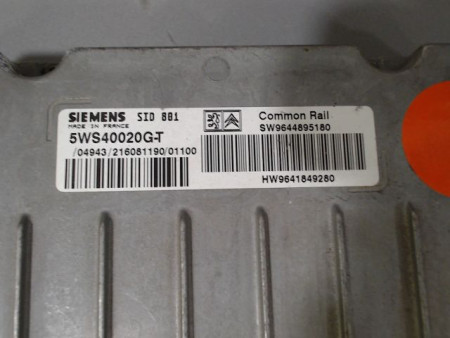 SIEMENS SID 801
MADE IN FRANCE
5WS40020G-T
/04943/216081190/01100
Common Rail
SW9644895180
HW9641849280